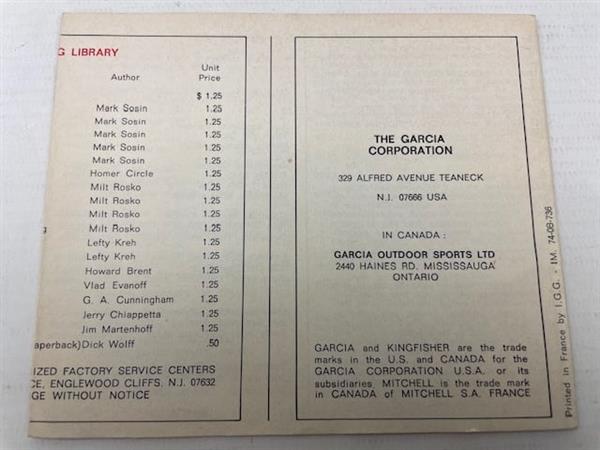 G LIBRARY
Author Unit Price
$ 1.25
Mark Sosin 1.25
Mark Sosin 1.25
Mark Sosin 1.25
Mark Sosin 1.25
Mark Sosin 1.25
Homer Circle 1.25
Milt Rosko 1.25
Milt Rosko 1.25
Milt Rosko 1.25
g Milt Rosko 1.25
Lefty Kreh 1.25
Lefty Kreh 1.25
Howard Brent 1.25
Vlad Evanoff 1.25
G. A. Cunningham 1.25
Jerry Chiappetta 1.25
Jim Martenhoff 1.25
aperback) Dick Wolff .50
IZED FACTORY SERVICE CENTERS
CE, ENGLEWOOD CLIFFS, N.J. 07632
GE WITHOUT NOTICE
THE GARCIA
CORPORATION
329 ALFRED AVENUE TEANECK
N.J. 07666 USA
IN CANADA :
GARCIA OUTDOOR SPORTS LTD
2440 HAINES RD. MISSISSAUGA
ONTARIO
GARCIA and KINGFISHER are the trade
marks in the U.S. and CANADA for the
GARCIA CORPORATION U.S.A. or its
subsidiaries. MITCHELL is the trade mark
in CANADA of MITCHELL S.A. FRANCE
Printed in France by I.G.G. - IM. 74-08-736